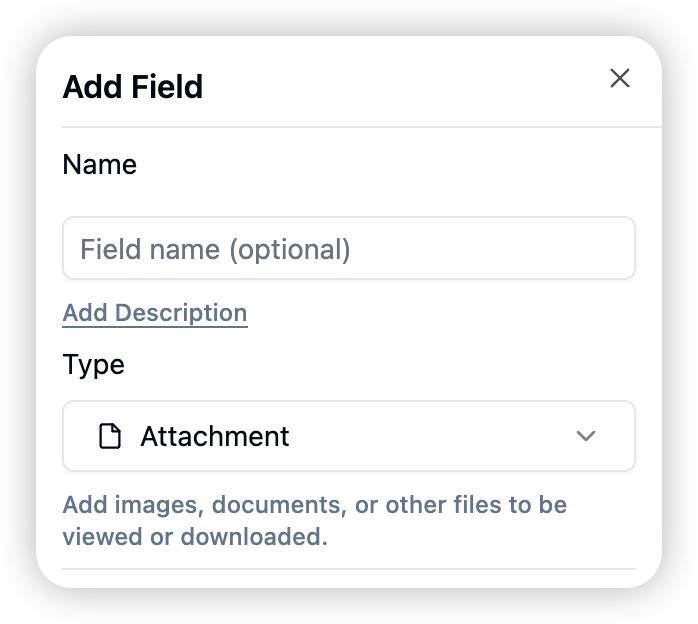 Add Field
Name
Field name (optional)
Add Description
Type
Attachment
Add images, documents, or other files to be
viewed or downloaded.